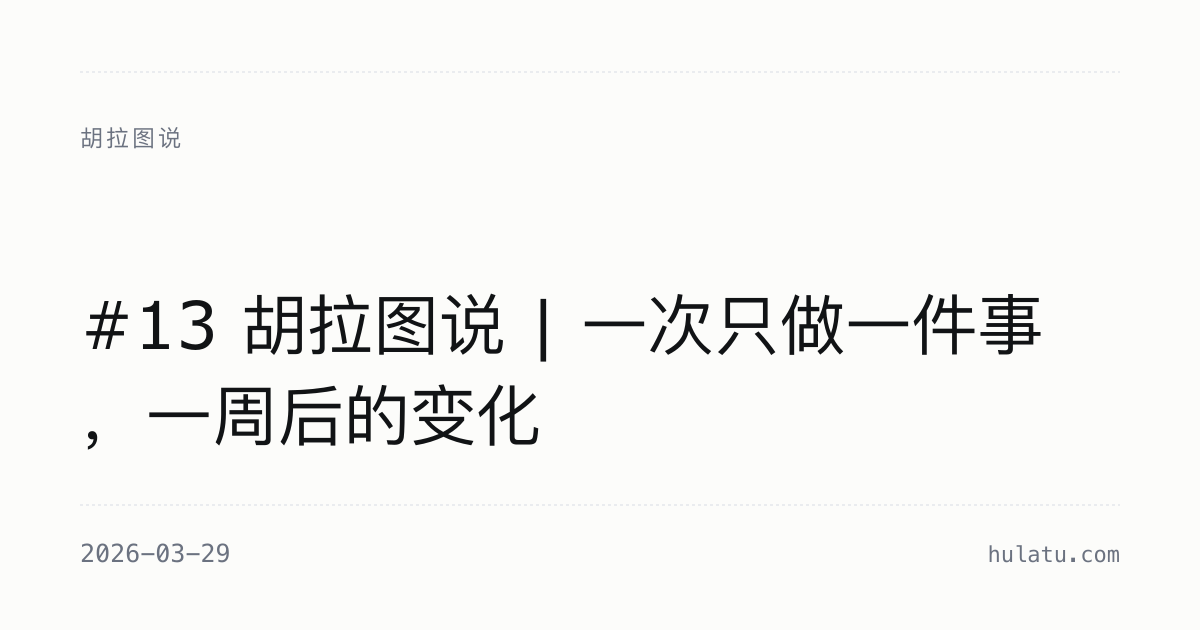 胡拉图说
#13 胡拉图说 | 一次只做一件事
，一周后的变化
2026-03-29
hulatu.com